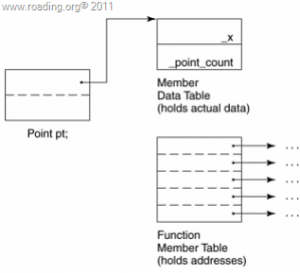 www.roading.org® 2011
_x
_point_count
Member
Data Table
(holds actual data)
Point pt;
...
...
...
...
Function
Member Table
(holds addresses)